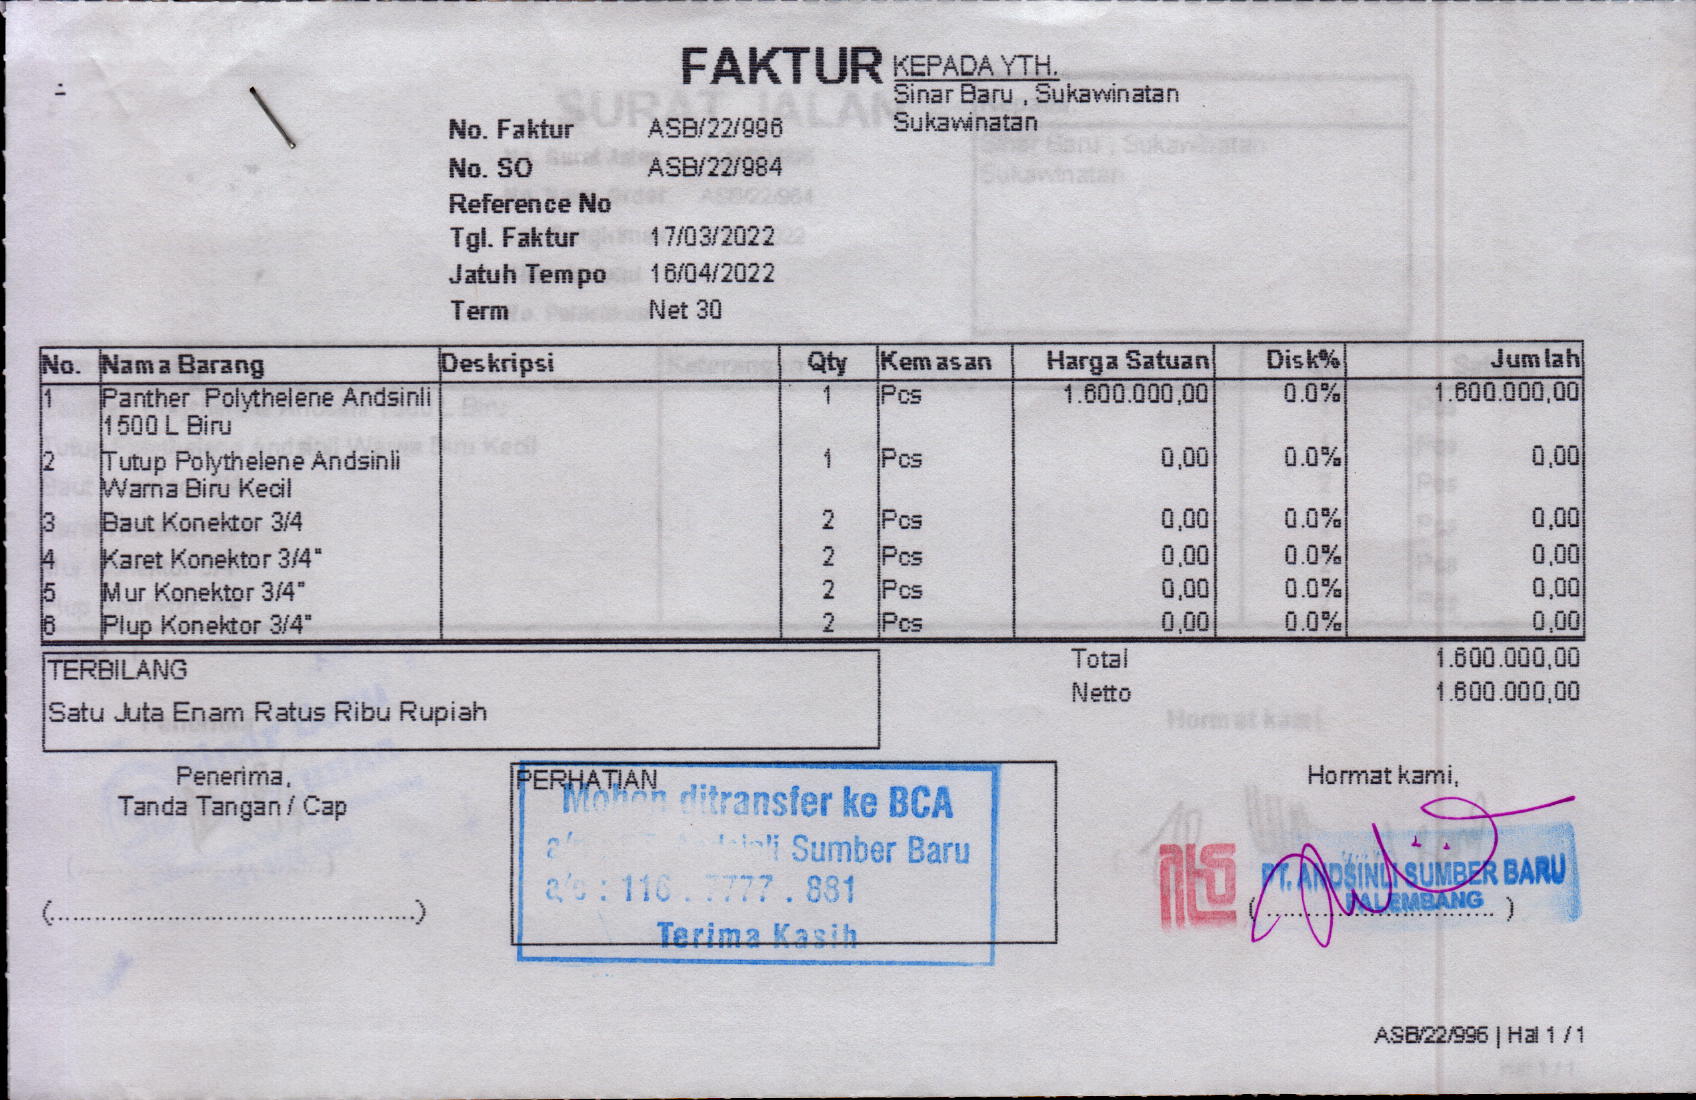 FAKTUR
KEPADA YTH.
Sinar Baru , Sukawinatan
Sukawinatan
No. Faktur ASB/22/996
No. SO ASB/22/984
Reference No
Tgl. Faktur 17/03/2022
Jatuh Tempo 16/04/2022
Term Net 30
No. Nama Barang Deskripsi Qty Kemasan Harga Satuan Disk% Jumlah
1 Panther Polythelene Andsinli 1 Pcs 1.600.000,00 0.0% 1.600.000,00
1500 L Biru
2 Tutup Polythelene Andsinli 1 Pcs 0,00 0.0% 0,00
Warna Biru Kecil
3 Baut Konektor 3/4 2 Pcs 0,00 0.0% 0,00
4 Karet Konektor 3/4" 2 Pcs 0,00 0.0% 0,00
5 Mur Konektor 3/4" 2 Pcs 0,00 0.0% 0,00
6 Plup Konektor 3/4" 2 Pcs 0,00 0.0% 0,00
TERBILANG
Satu Juta Enam Ratus Ribu Rupiah
Total 1.600.000,00
Netto 1.600.000,00
Penerima,
Tanda Tangan / Cap
(................................................)
PERHATIAN
Mohon ditransfer ke BCA
Sumber Baru
a/c : 116 . 7777 . 881
Terima Kasih
Hormat kami,
PT. ANDSINLI SUMBER BARU
PALEMBANG
(..............................)
ASB/22/996 | Hal 1 / 1